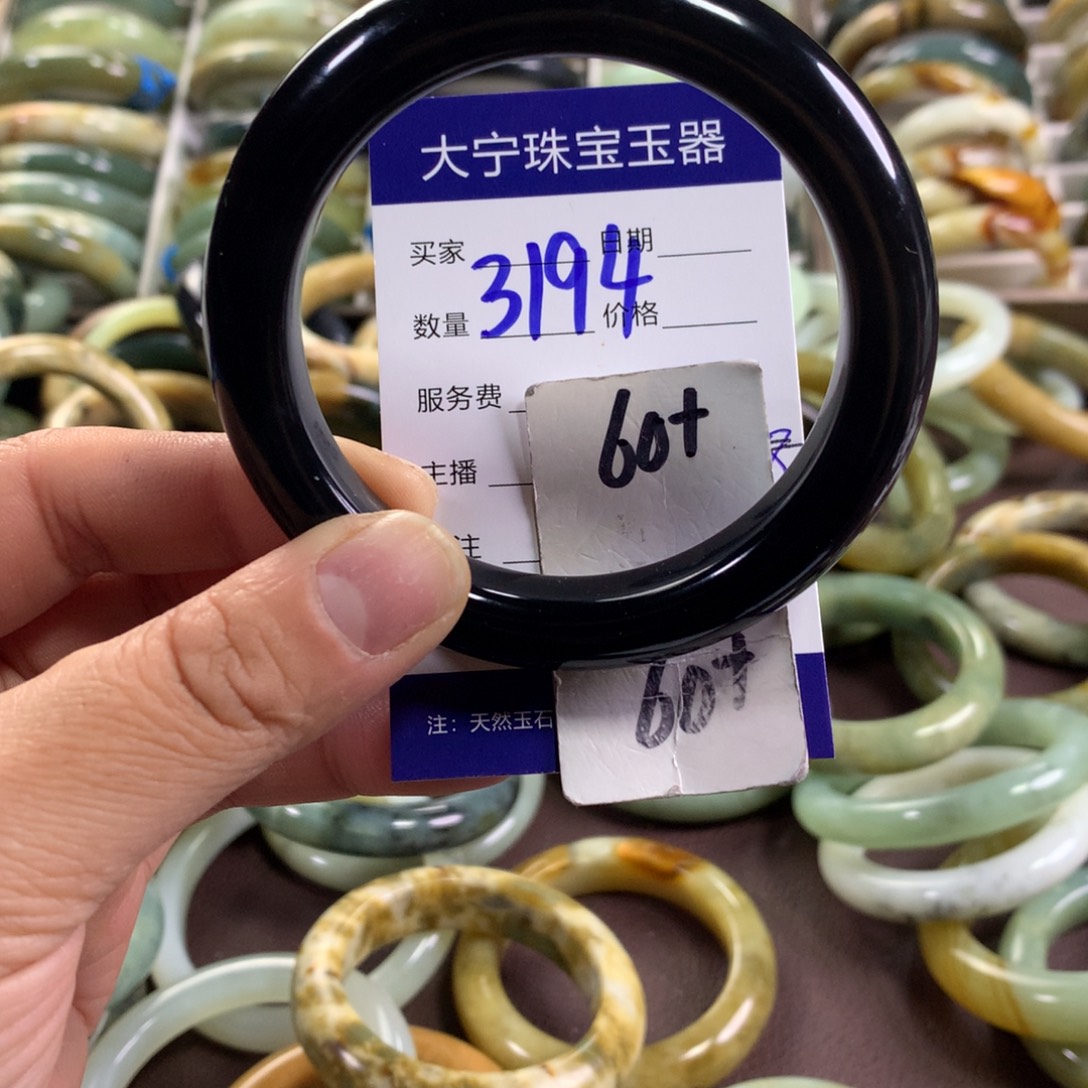 大宁珠宝玉器
买家 日期
3194
数量 价格
服务费
60+
主播
注
60+
注：天然玉石